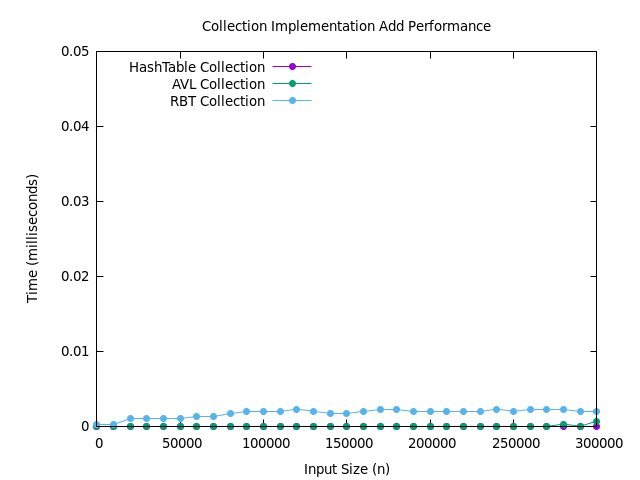 Collection Implementation Add Performance
0.05
0.04
0.03
0.02
0.01
0
Time (milliseconds)
HashTable Collection
AVL Collection
RBT Collection
0 50000 100000 150000 200000 250000 300000
Input Size (n)